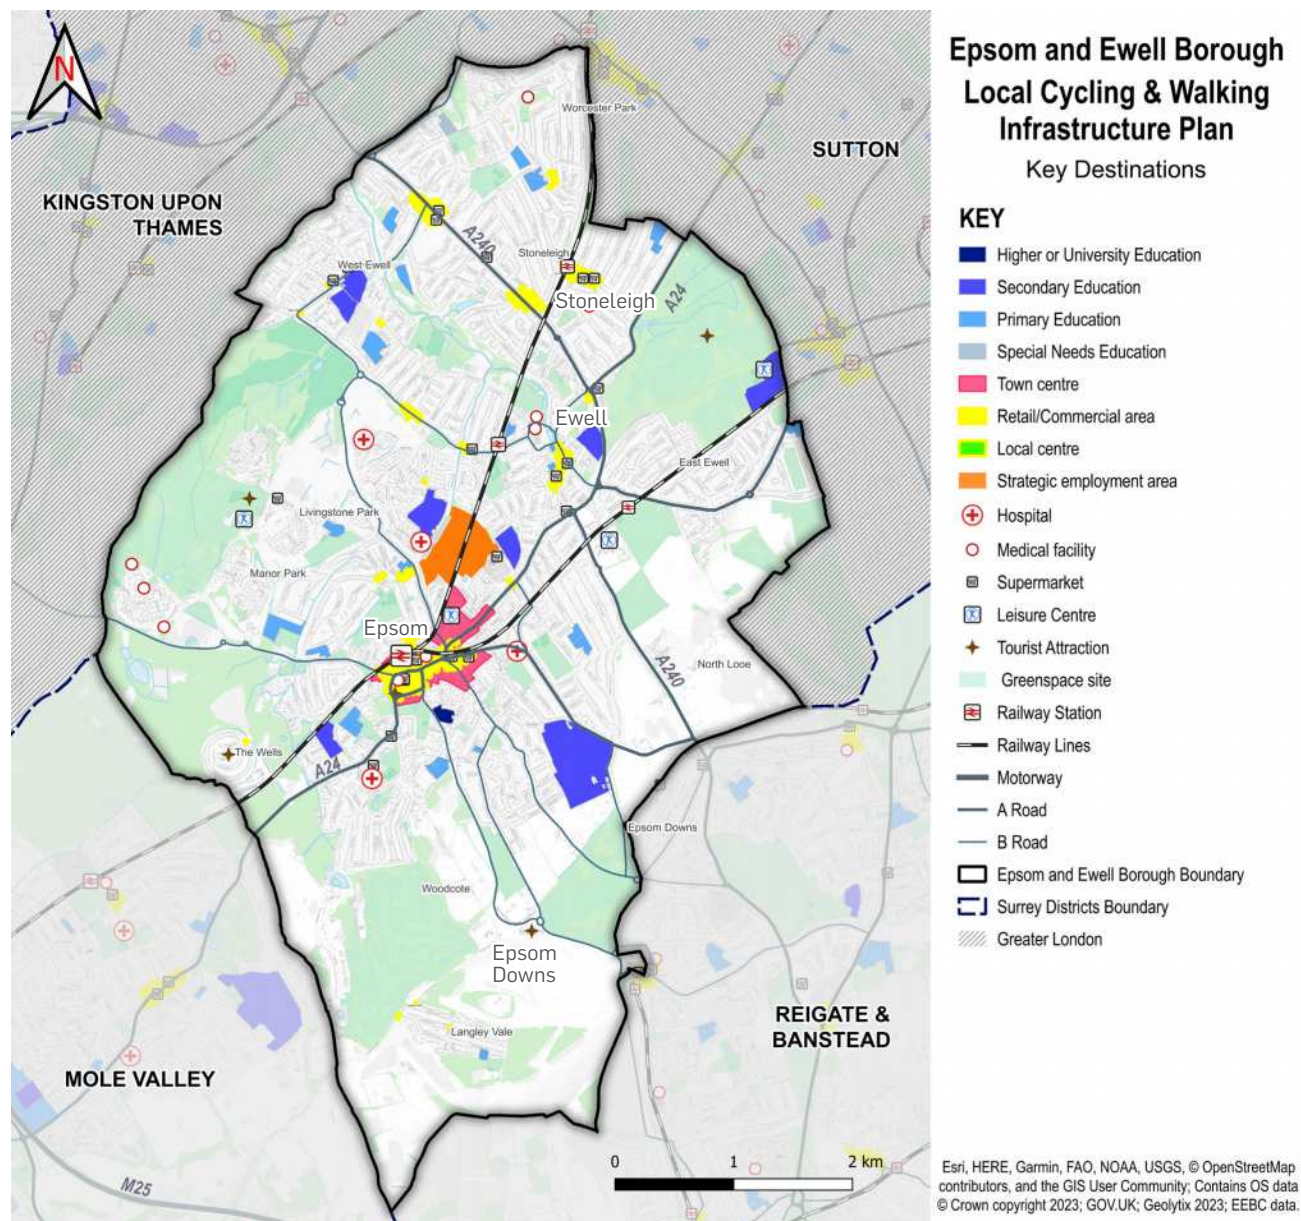 N
Epsom and Ewell Borough
Local Cycling & Walking
Infrastructure Plan
Key Destinations
KEY
Higher or University Education
Secondary Education
Primary Education
Special Needs Education
Town centre
Retail/Commercial area
Local centre
Strategic employment area
Hospital
Medical facility
Supermarket
Leisure Centre
Tourist Attraction
Greenspace site
Railway Station
Railway Lines
Motorway
A Road
B Road
Epsom and Ewell Borough Boundary
Surrey Districts Boundary
Greater London
Worcester Park
SUTTON
KINGSTON UPON
THAMES
A240
Stoneleigh
West Ewell
Stoneleigh
A24
Ewell
East Ewell
Livingstone Park
Manor Park
Epsom
North Looe
A240
The Wells
A24
Epsom Downs
Woodcote
Epsom
Downs
Langley Vale
REIGATE &
BANSTEAD
MOLE VALLEY
M25
0 1 2 km
Esri, HERE, Garmin, FAO, NOAA, USGS, © OpenStreetMap
contributors, and the GIS User Community; Contains OS data
© Crown copyright 2023; GOV.UK; Geolytix 2023; EEBC data.